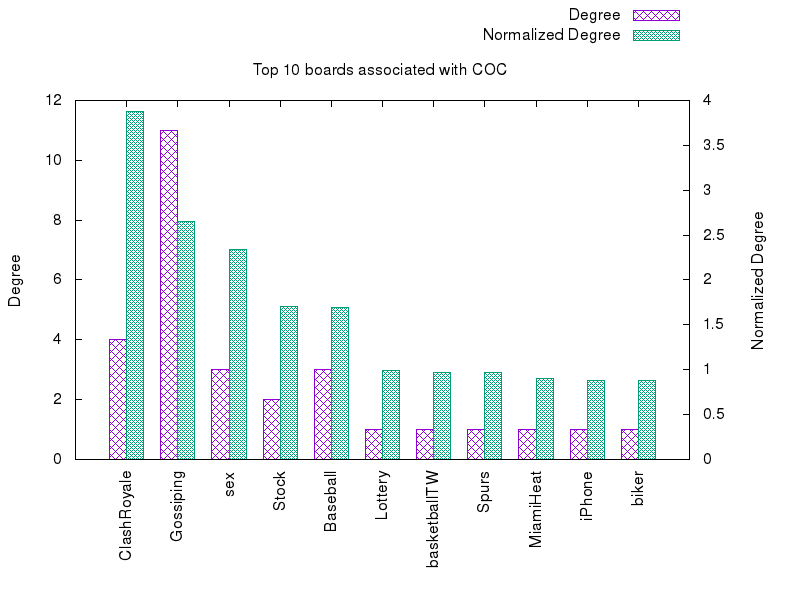 Degree
Normalized Degree
Top 10 boards associated with COC
12
10
8
6
4
2
0
4
3.5
3
2.5
2
1.5
1
0.5
0
Degree
Normalized Degree
ClashRoyale
Gossiping
sex
Stock
Baseball
Lottery
basketballTW
Spurs
MiamiHeat
iPhone
biker